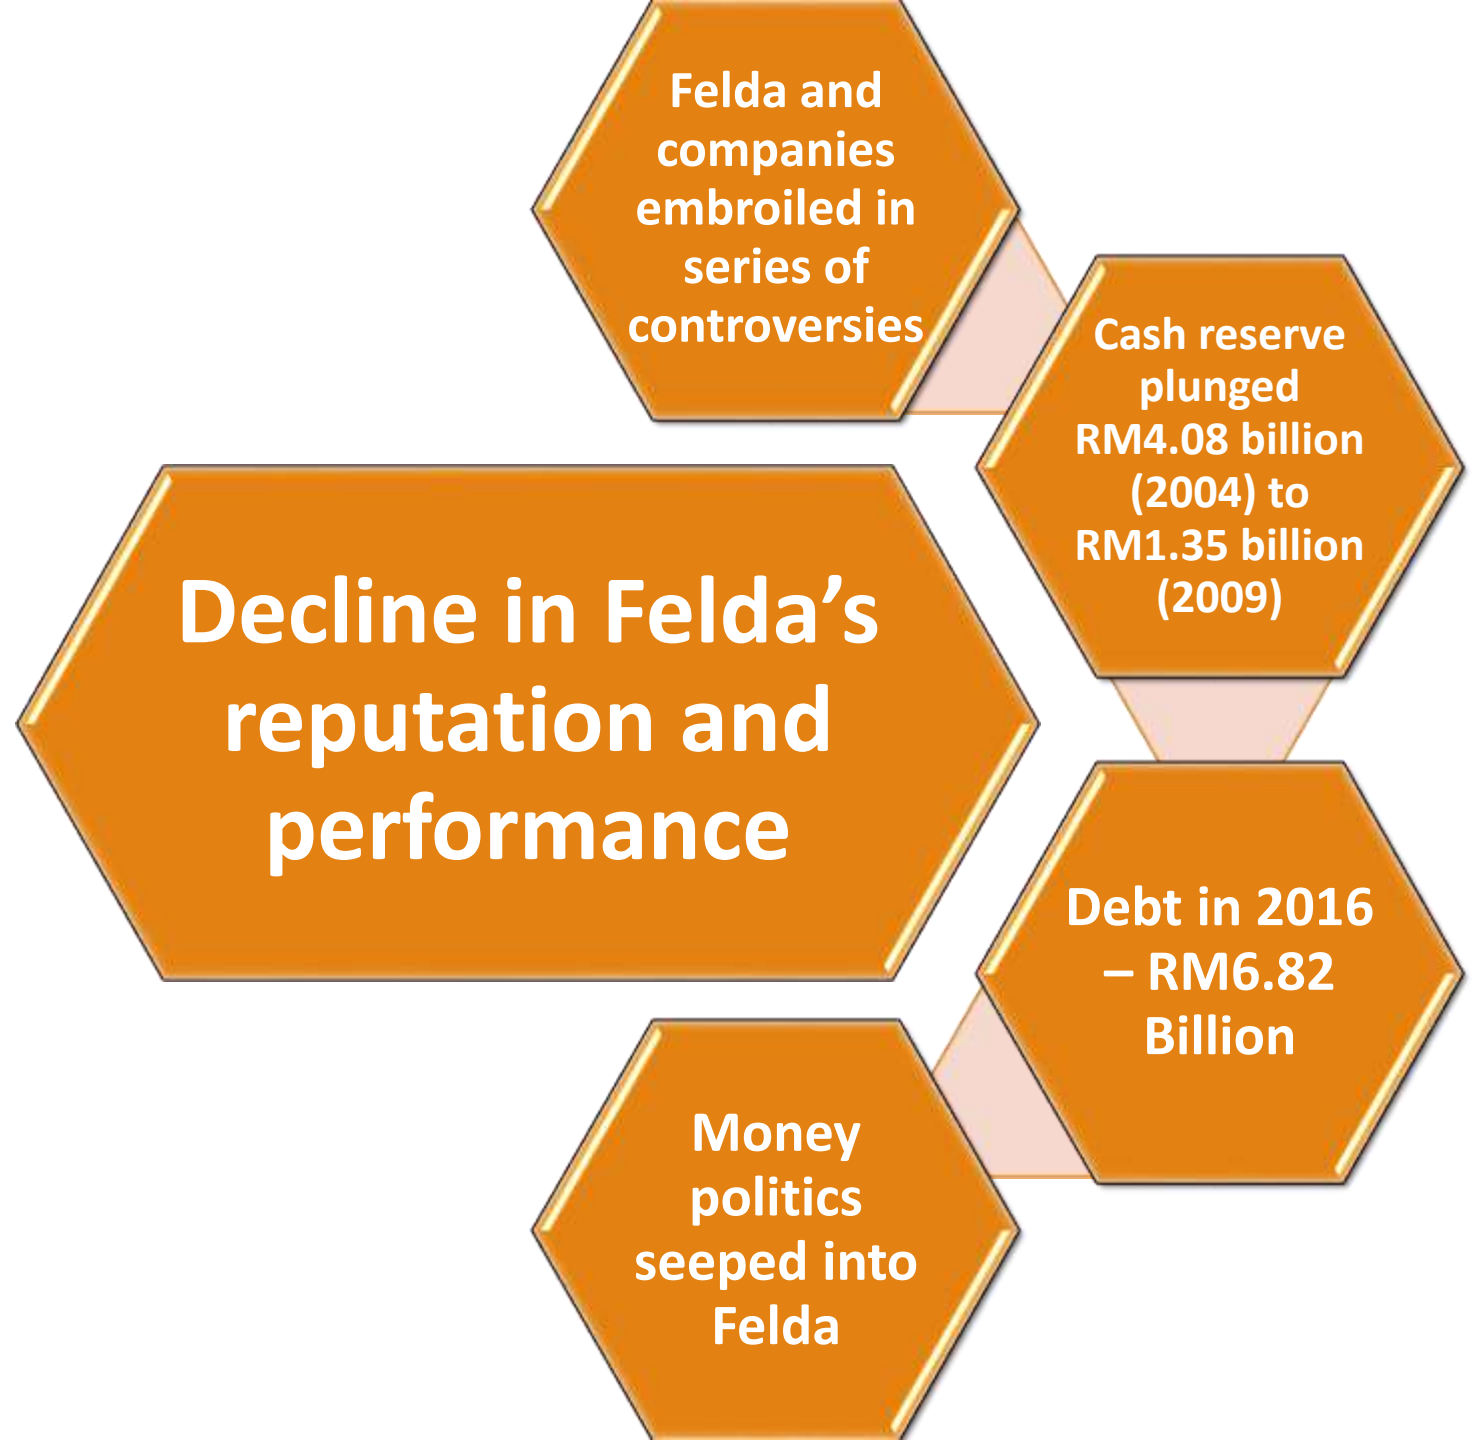 Felda and
companies
embroiled in
series of
controversies
Cash reserve
plunged
RM4.08 billion
(2004) to
RM1.35 billion
(2009)
Decline in Felda’s
reputation and
performance
Debt in 2016
– RM6.82
Billion
Money
politics
seeped into
Felda